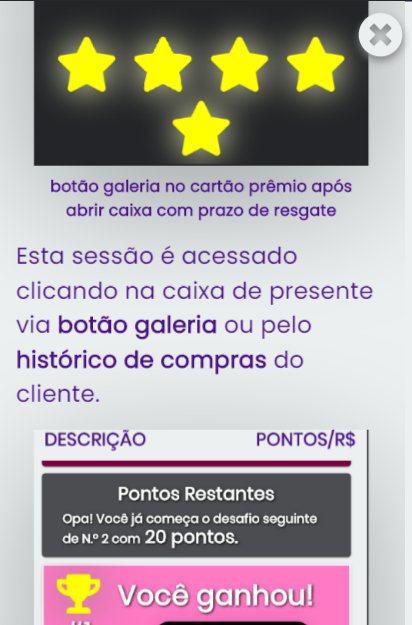 botão galeria no cartão prêmio após
abrir caixa com prazo de resgate
Esta sessão é acessado
clicando na caixa de presente
via botão galeria ou pelo
histórico de compras do
cliente.
DESCRIÇÃO PONTOS/R$
Pontos Restantes
Opa! Você já começa o desafio seguinte
de N.º 2 com 20 pontos.
Você ganhou!